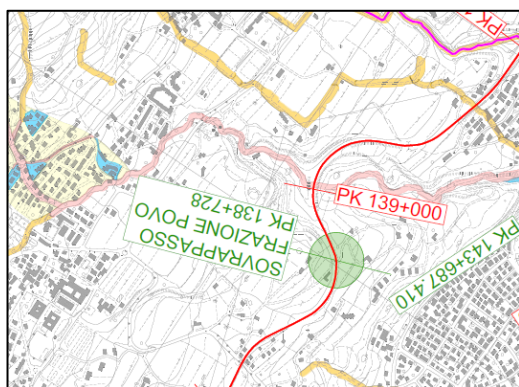 PK 139+000
SOVRAPPASSO
FRAZIONE POVO
PK 138+728
PK 143+687.410